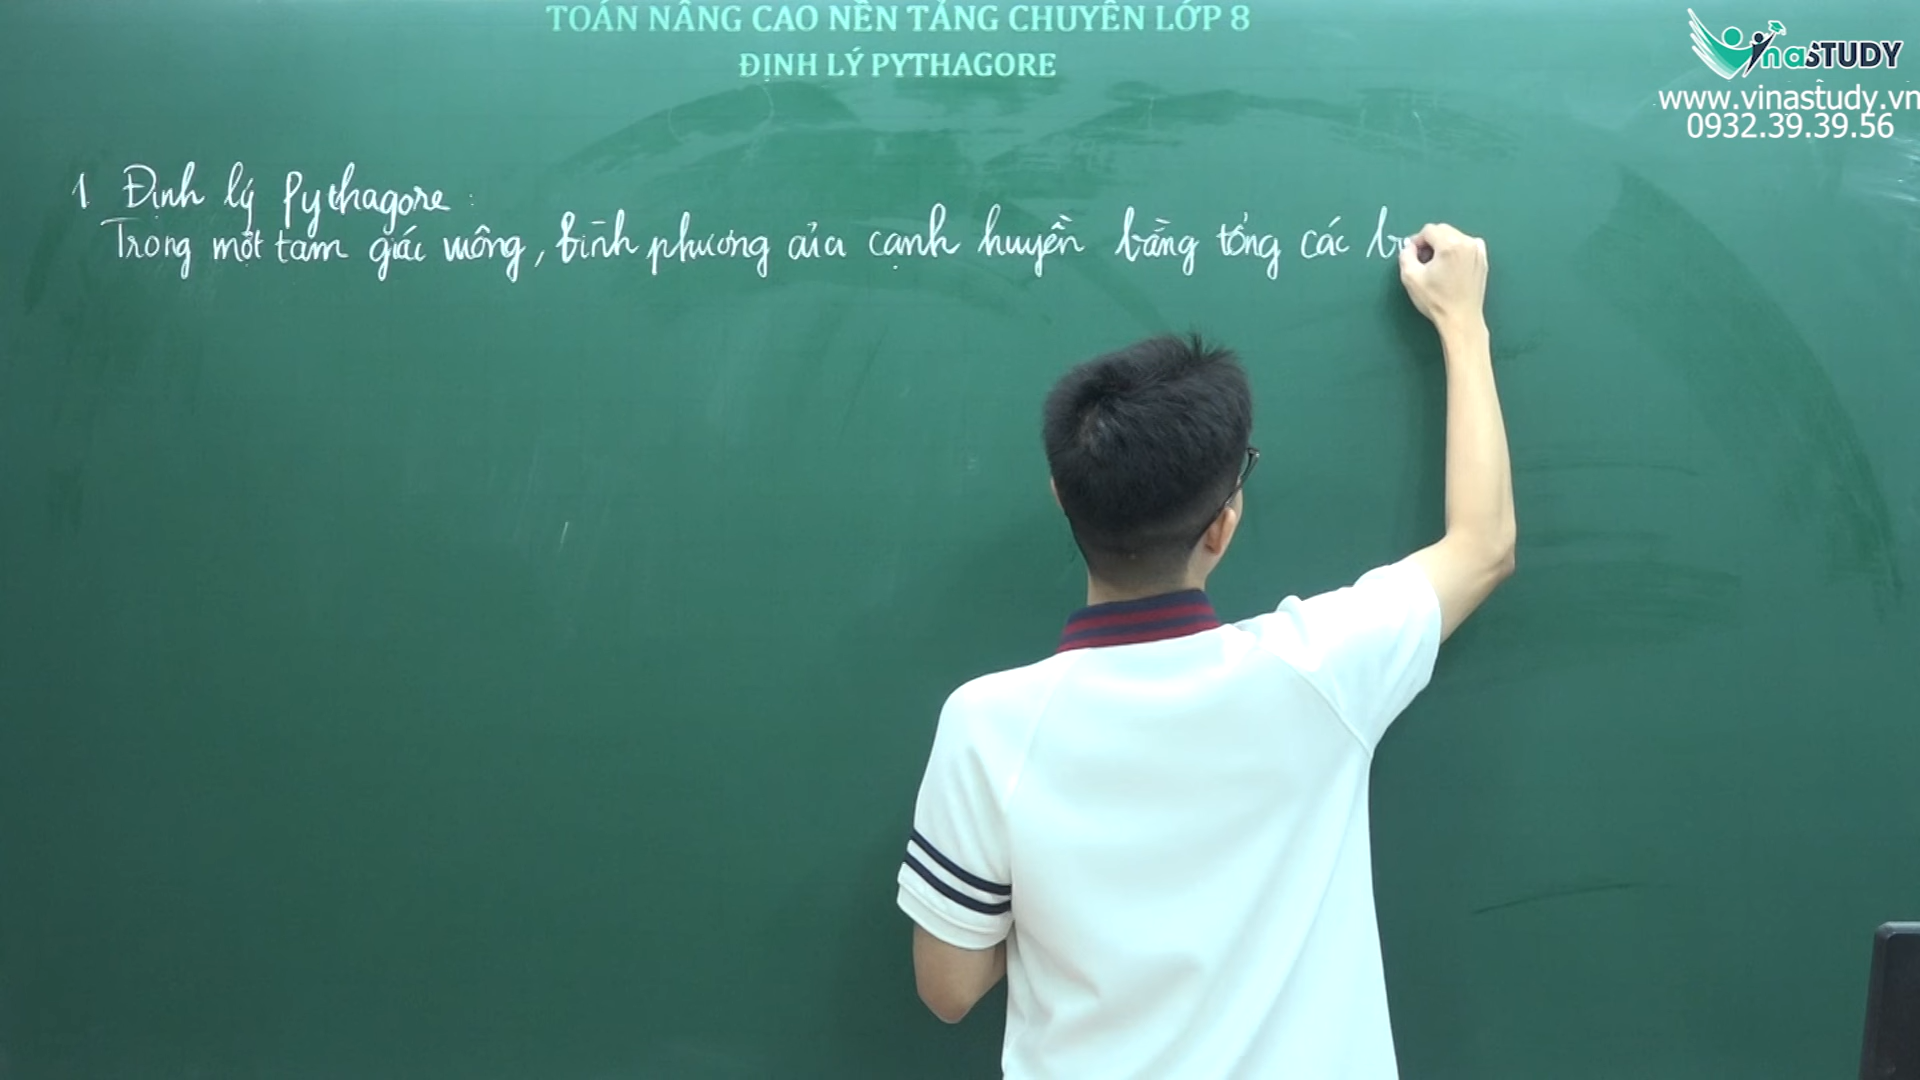 TOÁN NÂNG CAO NỀN TẢNG CHUYÊN LỚP 8
ĐỊNH LÝ PYTHAGORE
VinaSTUDY
www.vinastudy.vn
0932.39.39.56
1 Định lý Pythagore:
Trong một tam giác vuông, bình phương của cạnh huyền bằng tổng các